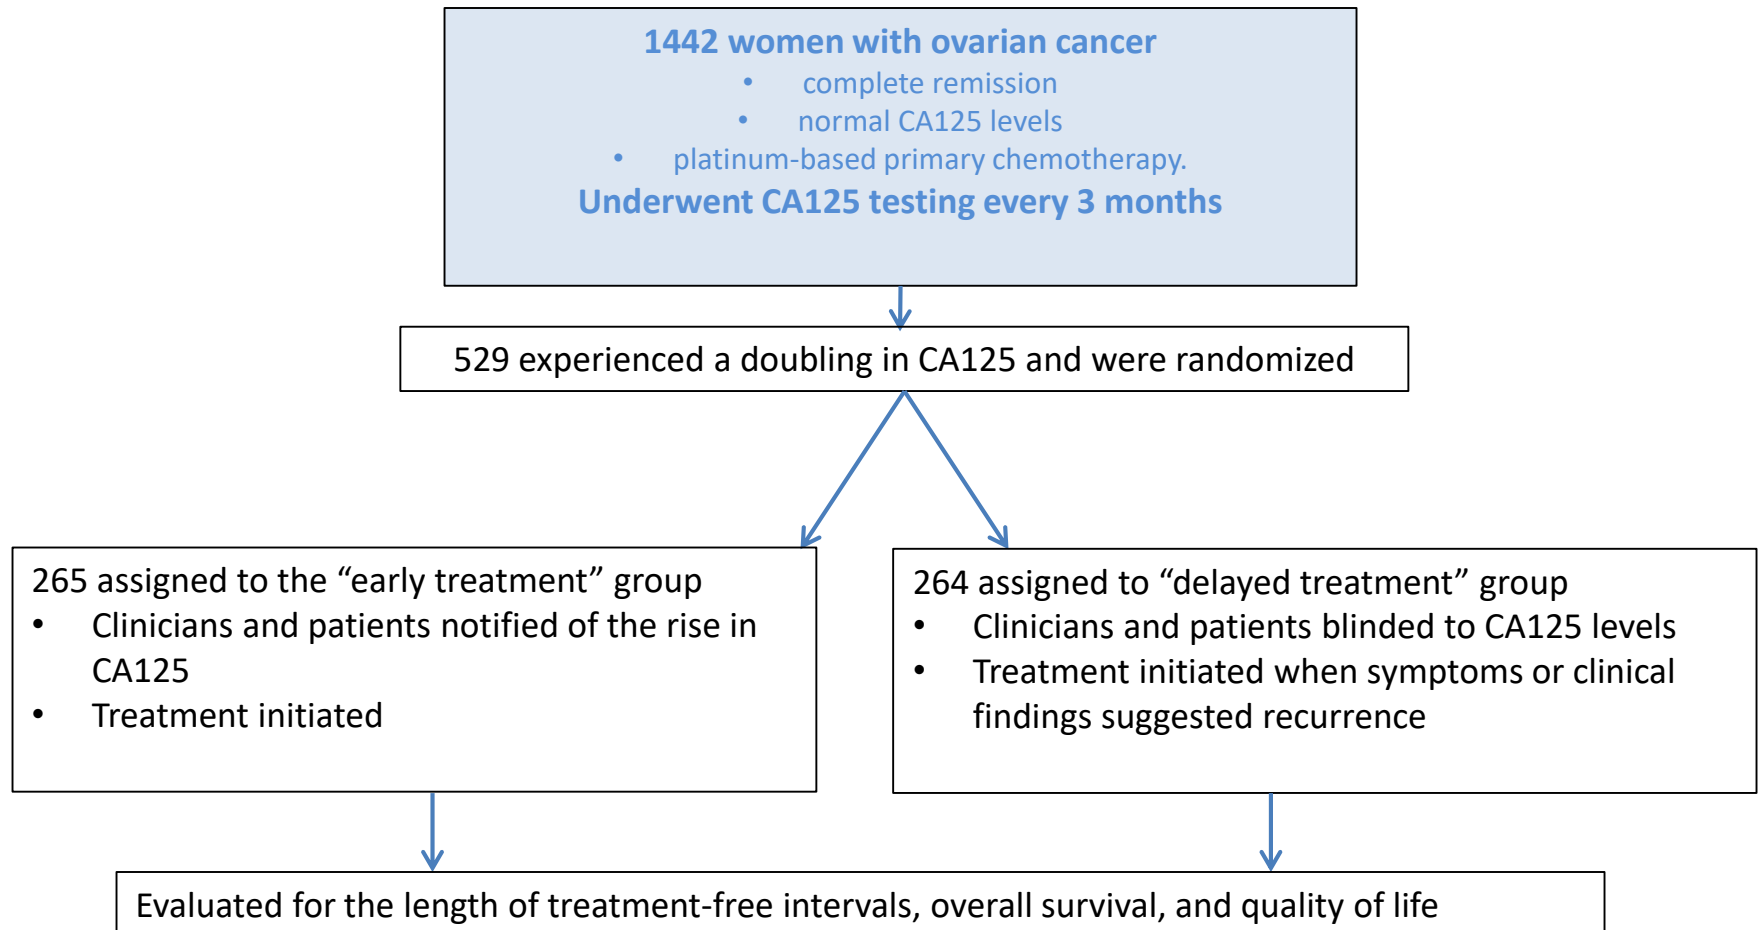 1442 women with ovarian cancer
• complete remission
• normal CA125 levels
• platinum-based primary chemotherapy.
Underwent CA125 testing every 3 months
529 experienced a doubling in CA125 and were randomized
265 assigned to the “early treatment” group
• Clinicians and patients notified of the rise in
CA125
• Treatment initiated
264 assigned to “delayed treatment” group
• Clinicians and patients blinded to CA125 levels
• Treatment initiated when symptoms or clinical
findings suggested recurrence
Evaluated for the length of treatment-free intervals, overall survival, and quality of life